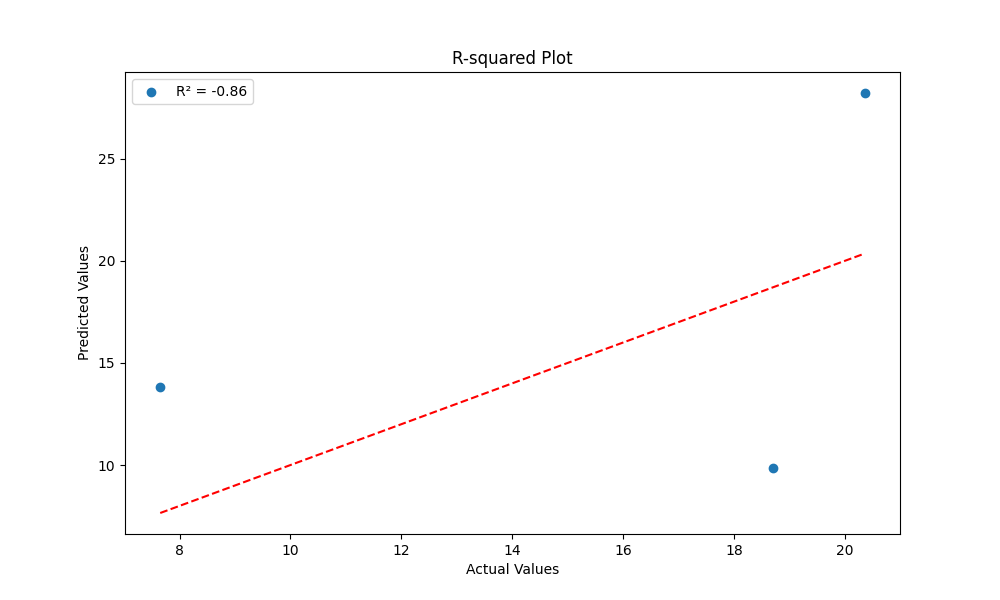 R-squared Plot
R² = -0.86
25
20
15
10
Predicted Values
8 10 12 14 16 18 20
Actual Values